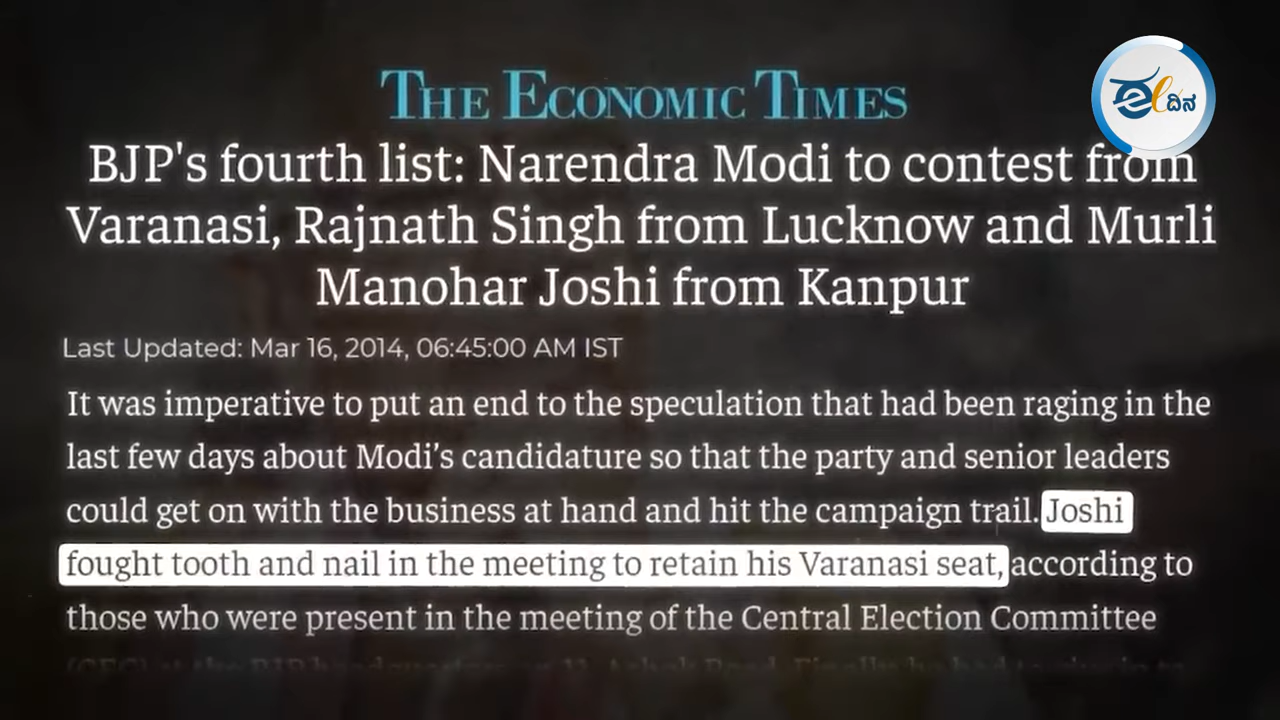 THE ECONOMIC TIMES
ಈ ದಿನ
BJP's fourth list: Narendra Modi to contest from
Varanasi, Rajnath Singh from Lucknow and Murli
Manohar Joshi from Kanpur
Last Updated: Mar 16, 2014, 06:45:00 AM IST
It was imperative to put an end to the speculation that had been raging in the
last few days about Modi’s candidature so that the party and senior leaders
could get on with the business at hand and hit the campaign trail. Joshi
fought tooth and nail in the meeting to retain his Varanasi seat, according to
those who were present in the meeting of the Central Election Committee